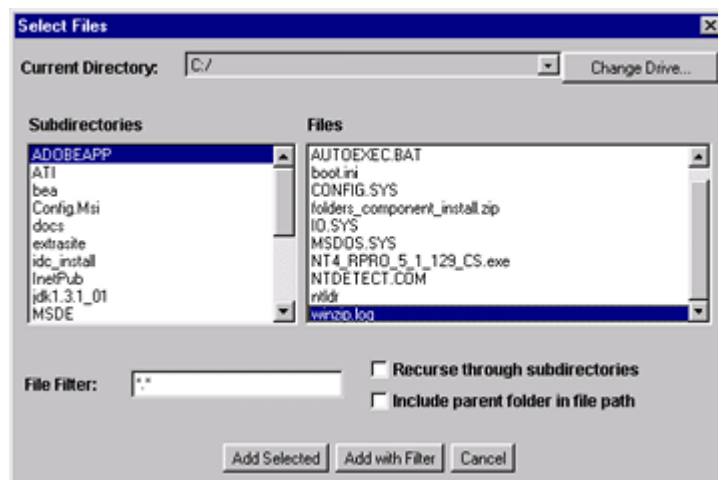 Select Files
Current Directory: C:/ Change Drive...
Subdirectories Files
ADOBEAPP
ATI
bea
Config.Msi
docs
extrasite
idc_install
InetPub
jdk1.3.1_01
MSDE
AUTOEXEC.BAT
boot.ini
CONFIG.SYS
folders_component_install.zip
IO.SYS
MSDOS.SYS
NT4_RPRO_5_1_129_CS.exe
NTDETECT.COM
ntldr
winzip.log
File Filter: *.*
Recurse through subdirectories
Include parent folder in file path
Add Selected Add with Filter Cancel